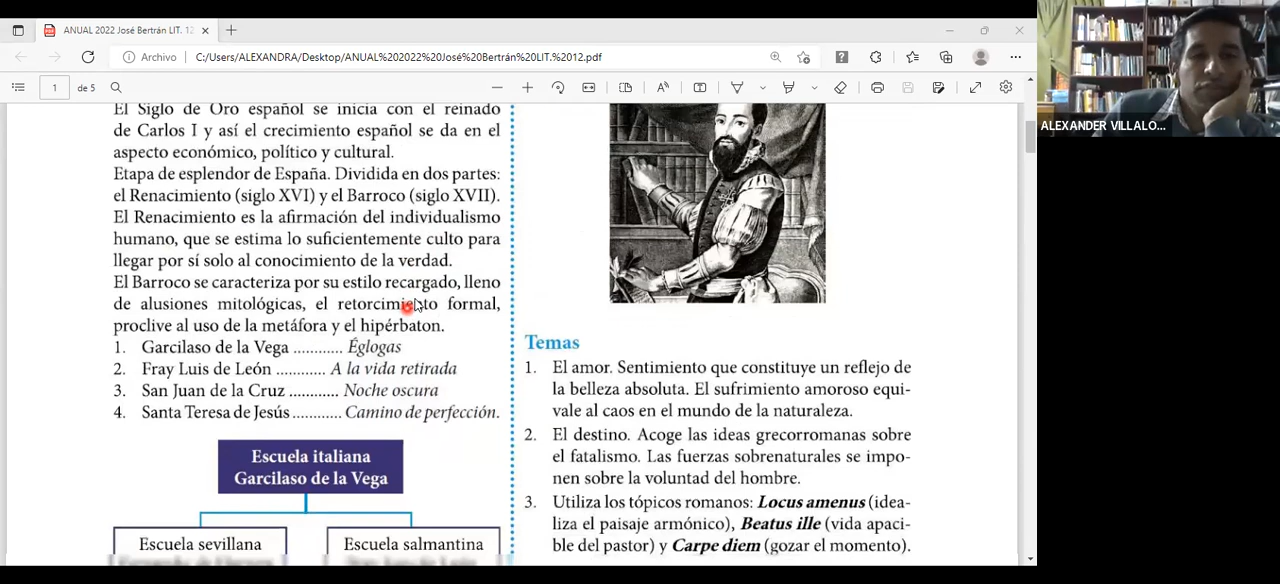 ANUAL 2022 José Bertrán LIT. 12
Archivo
C:/Users/ALEXANDRA/Desktop/ANUAL%202022%20José%20Bertrán%20LIT.%2012.pdf
1 de 5
ALEXANDER VILLALO...
El Siglo de Oro español se inicia con el reinado
de Carlos I y así el crecimiento español se da en el
aspecto económico, político y cultural.
Etapa de esplendor de España. Dividida en dos partes:
el Renacimiento (siglo XVI) y el Barroco (siglo XVII).
El Renacimiento es la afirmación del individualismo
humano, que se estima lo suficientemente culto para
llegar por sí solo al conocimiento de la verdad.
El Barroco se caracteriza por su estilo recargado, lleno
de alusiones mitológicas, el retorcimiento formal,
proclive al uso de la metáfora y el hipérbaton.
1. Garcilaso de la Vega ............ Églogas
2. Fray Luis de León ............ A la vida retirada
3. San Juan de la Cruz ............ Noche oscura
4. Santa Teresa de Jesús............ Camino de perfección.
Escuela italiana
Garcilaso de la Vega
Escuela sevillana
Escuela salmantina
Temas
1. El amor. Sentimiento que constituye un reflejo de
la belleza absoluta. El sufrimiento amoroso equi-
vale al caos en el mundo de la naturaleza.
2. El destino. Acoge las ideas grecorromanas sobre
el fatalismo. Las fuerzas sobrenaturales se impo-
nen sobre la voluntad del hombre.
3. Utiliza los tópicos romanos: Locus amenus (idea-
liza el paisaje armónico), Beatus ille (vida apaci-
ble del pastor) y Carpe diem (gozar el momento).